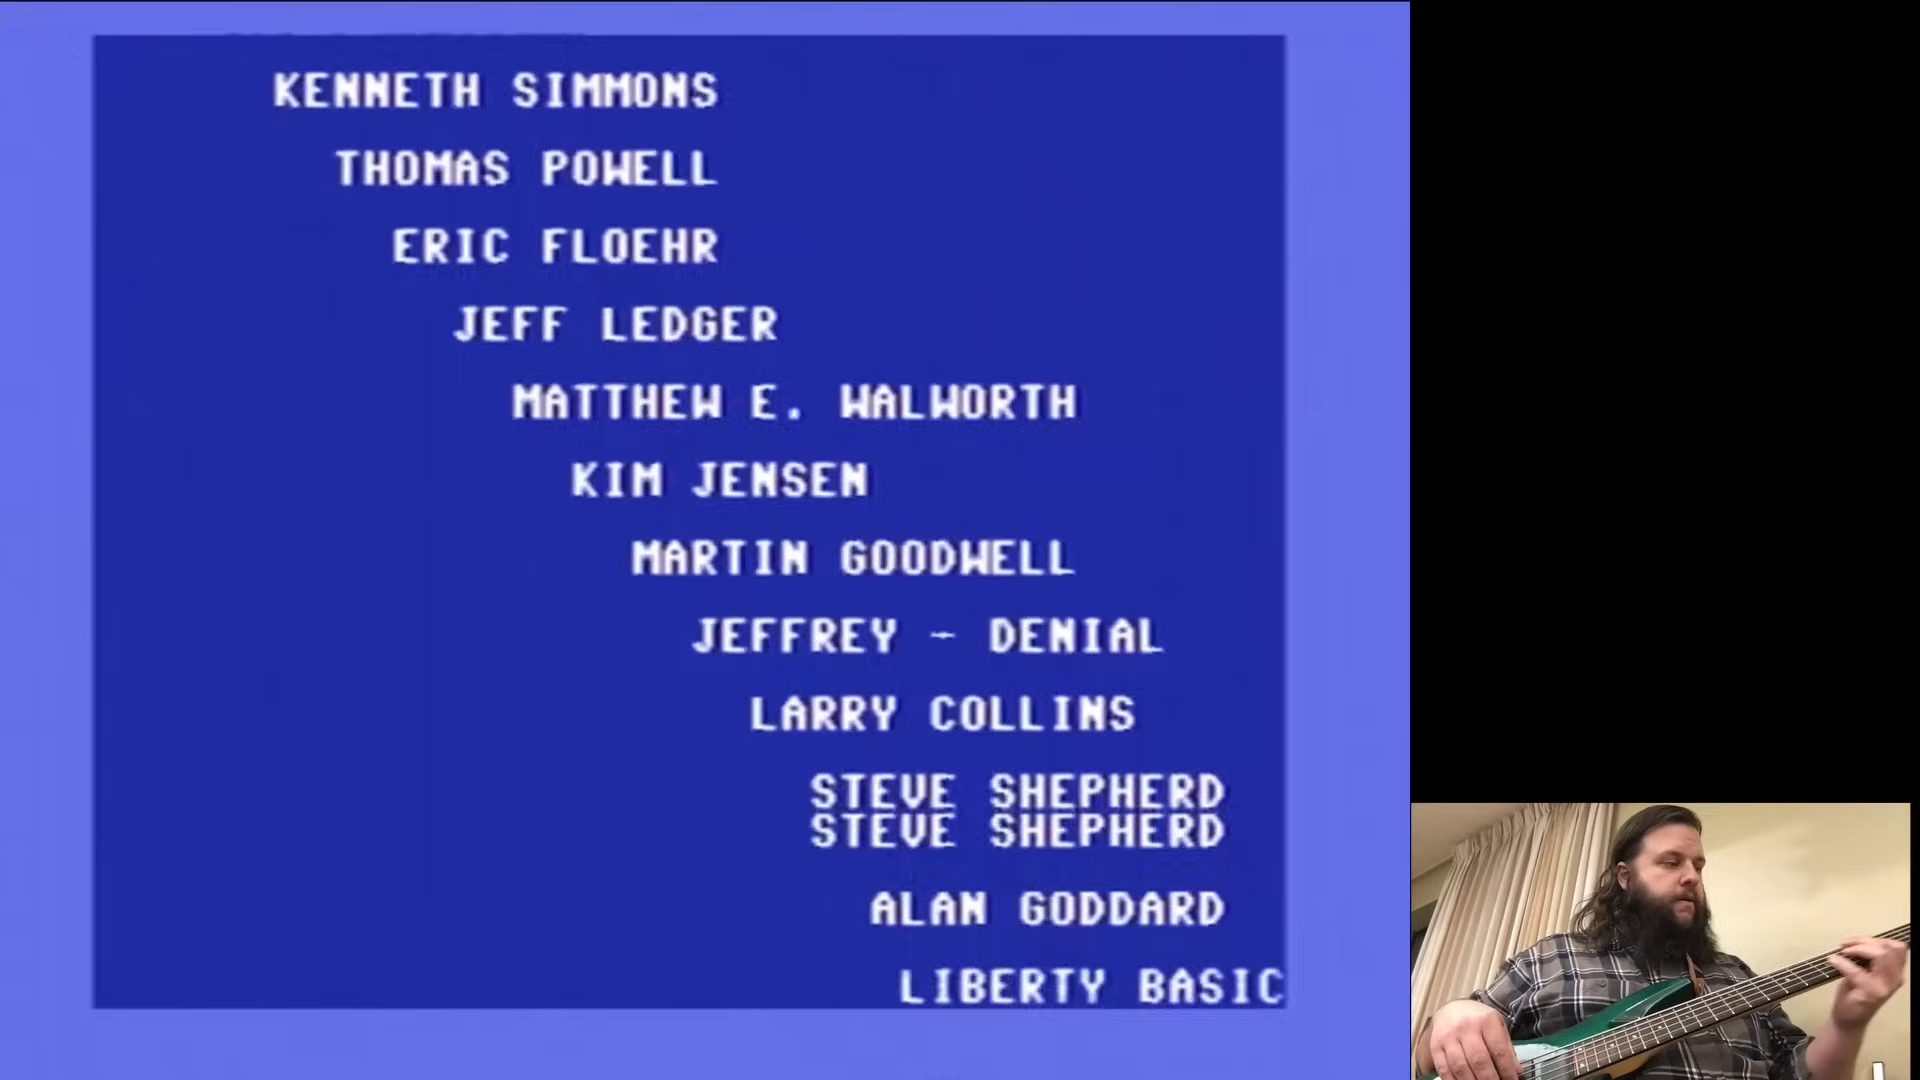 KENNETH SIMMONS
THOMAS POWELL
ERIC FLOEHR
JEFF LEDGER
MATTHEW E. WALWORTH
KIM JENSEN
MARTIN GOODWELL
JEFFREY - DENIAL
LARRY COLLINS
STEVE SHEPHERD
STEVE SHEPHERD
ALAN GODDARD
LIBERTY BASIC